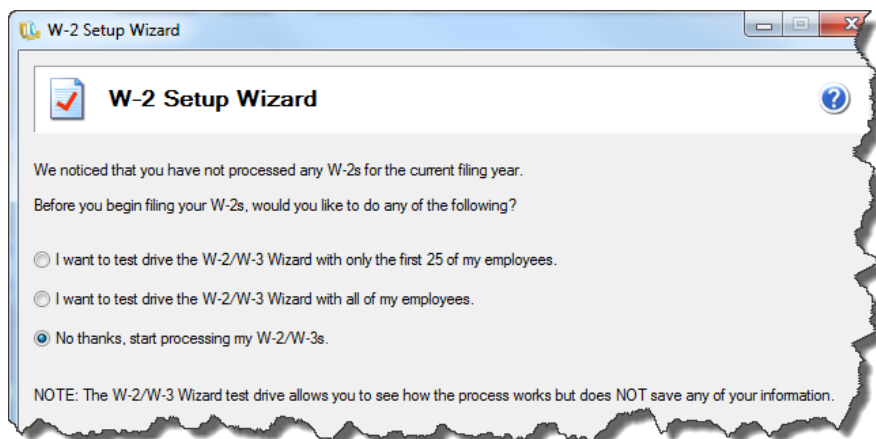 W-2 Setup Wizard
W-2 Setup Wizard
We noticed that you have not processed any W-2s for the current filing year.
Before you begin filing your W-2s, would you like to do any of the following?
I want to test drive the W-2/W-3 Wizard with only the first 25 of my employees.
I want to test drive the W-2/W-3 Wizard with all of my employees.
No thanks, start processing my W-2/W-3s.
NOTE: The W-2/W-3 Wizard test drive allows you to see how the process works but does NOT save any of your information.